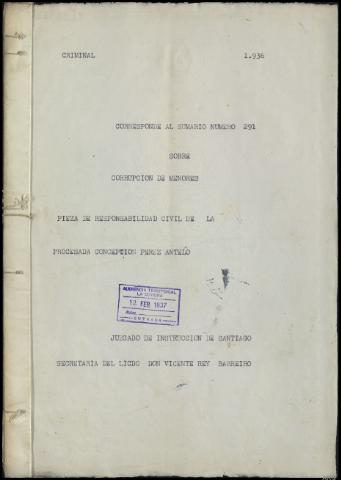 CRIMINAL 1.936
CORRESPONDE AL SUMARIO NUMERO 291
SOBRE
CORRUPCION DE MENORES
PIEZA DE RESPONSABILIDAD CIVIL DE LA
PROCESADA CONCEPTION PEREZ ANTELO
AUDIENCIA TERRITORIAL
LA CORUÑA
12 FEB 1937
ENTRADA
JUZGADO DE INSTRUCCION DE SANTIAGO
SECRETARIA DEL LICDO DON VICENTE REY BARREIRO